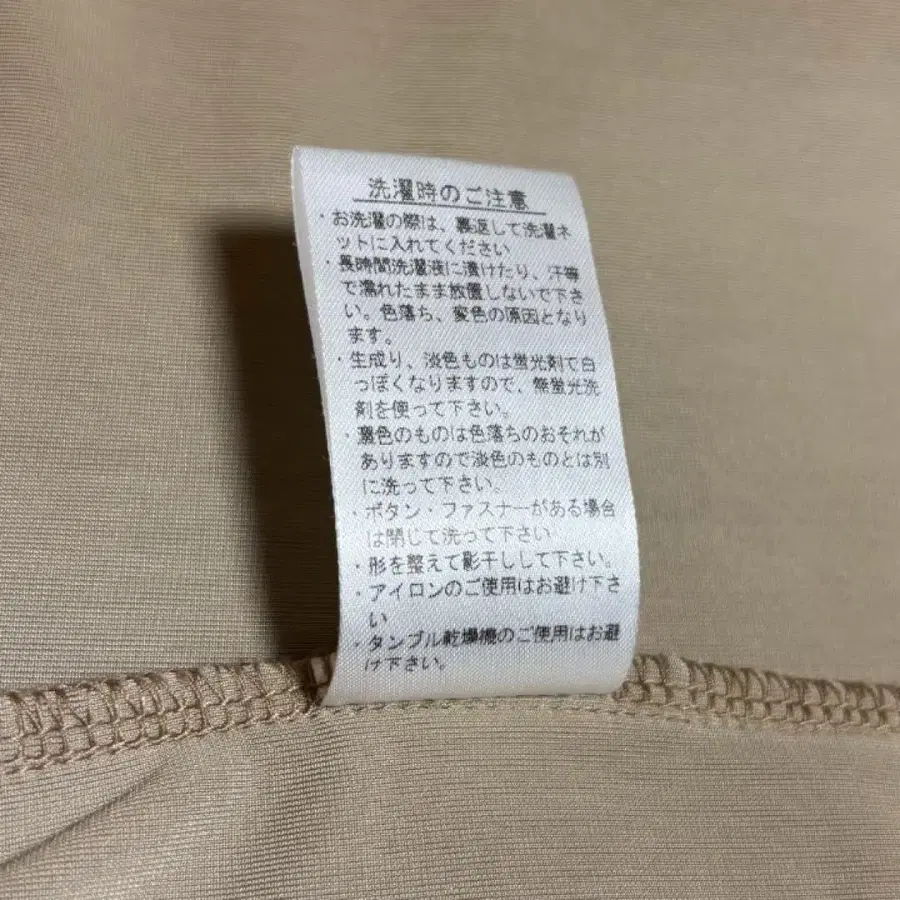 洗濯時のご注意
・お洗濯の際は、裏返して洗濯ネ
ットに入れてください
・長時間洗濯液に漬けたり、汗等
で濡れたまま放置しないで下さ
い。色落ち、変色の原因となり
ます。
・生成り、淡色ものは蛍光剤で白
っぽくなりますので、無蛍光洗
剤を使って下さい。
・濃色のものは色落ちのおそれが
ありますので淡色のものとは別
に洗って下さい。
・ボタン・ファスナーがある場合
は閉じて洗って下さい
・形を整えて影干しして下さい。
・アイロンのご使用はお避け下さ
い
・タンブル乾燥機のご使用はお避
け下さい。